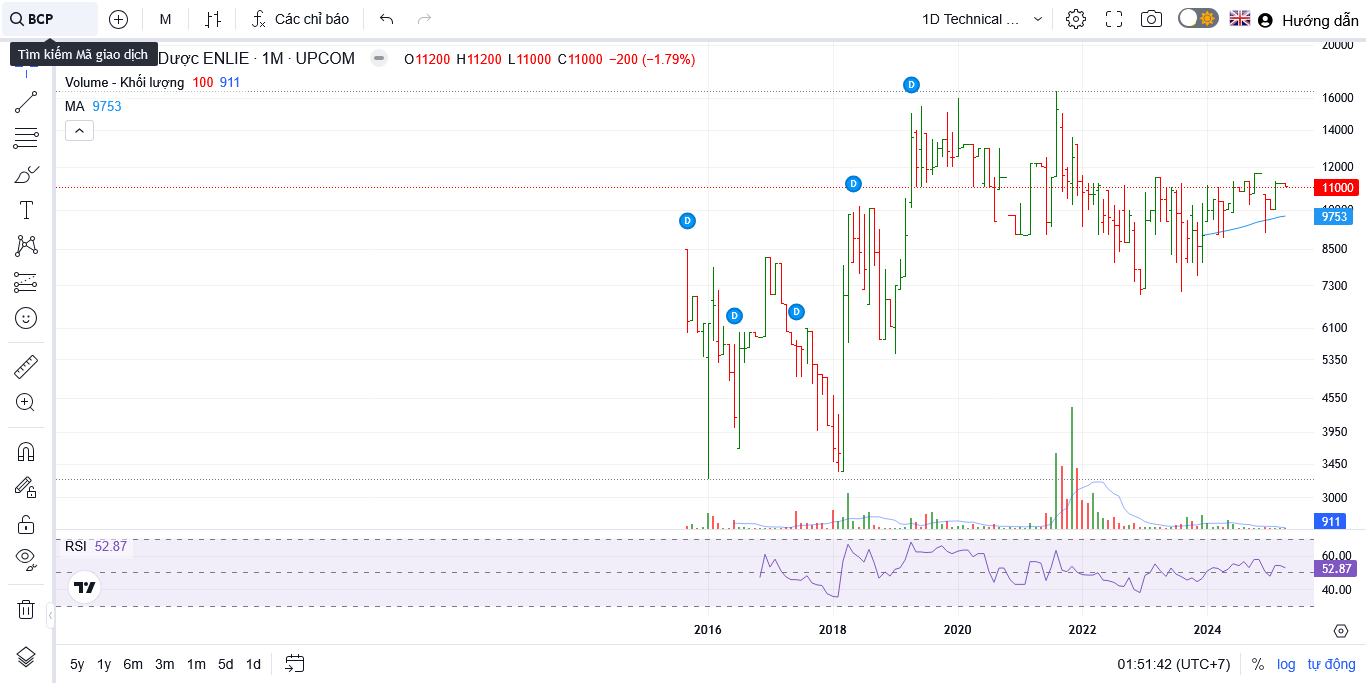 BCP
M
Các chỉ báo
1D Technical ...
Hướng dẫn
Tìm kiếm Mã giao dịch
Dược ENLIE · 1M · UPCOM
O11200 H11200 L11000 C11000 −200 (−1.79%)
Volume - Khối lượng 100 911
MA 9753
D
D
D
D
D
20000
16000
14000
12000
11000
10000
9753
8500
7300
6100
5350
4550
3950
3450
3000
911
RSI 52.87
60.00
52.87
40.00
2016 2018 2020 2022 2024
5y 1y 6m 3m 1m 5d 1d
01:51:42 (UTC+7) % log tự động